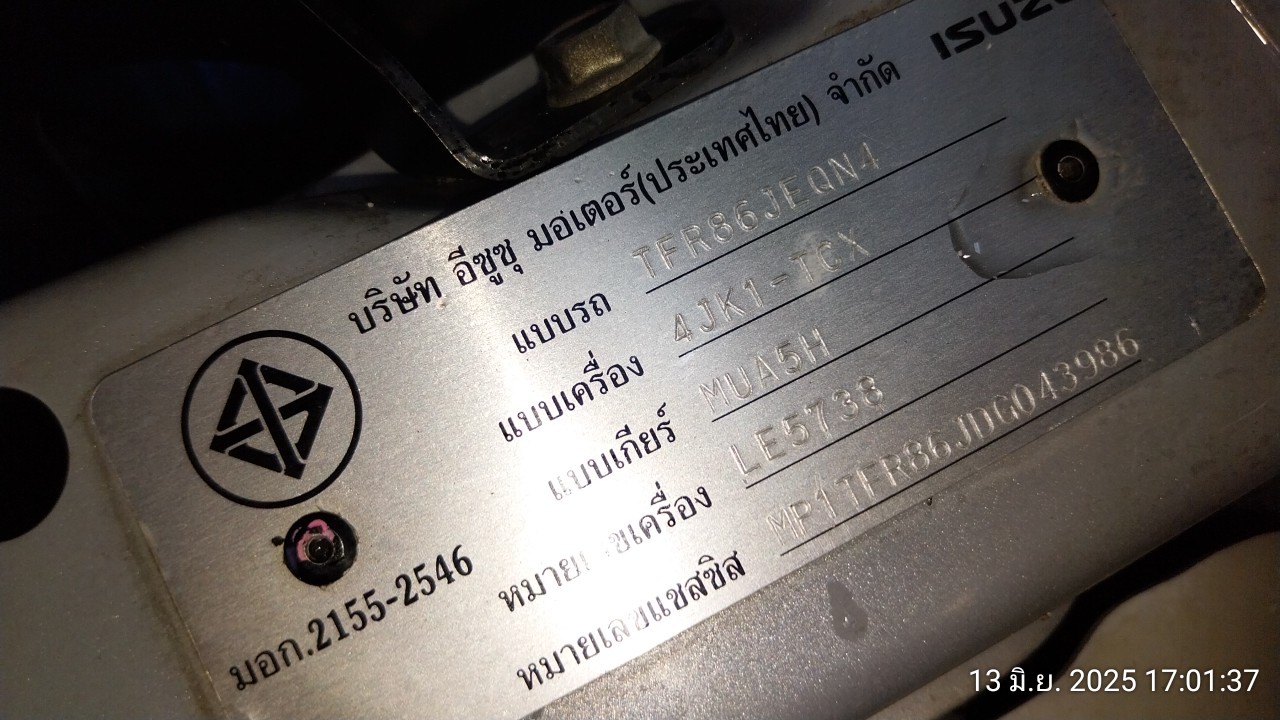 ISUZU
บริษัท อีซูซุ มอเตอร์(ประเทศไทย) จำกัด
แบบรถ TFR86JEQN4
แบบเครื่อง 4JK1-TCX
แบบเกียร์ MUA5H
หมายเลขเครื่อง LE5738
หมายเลขแชสซิส MP1TFR86JDG043986
มอก.2155-2546
13 มิ.ย. 2025 17:01:37